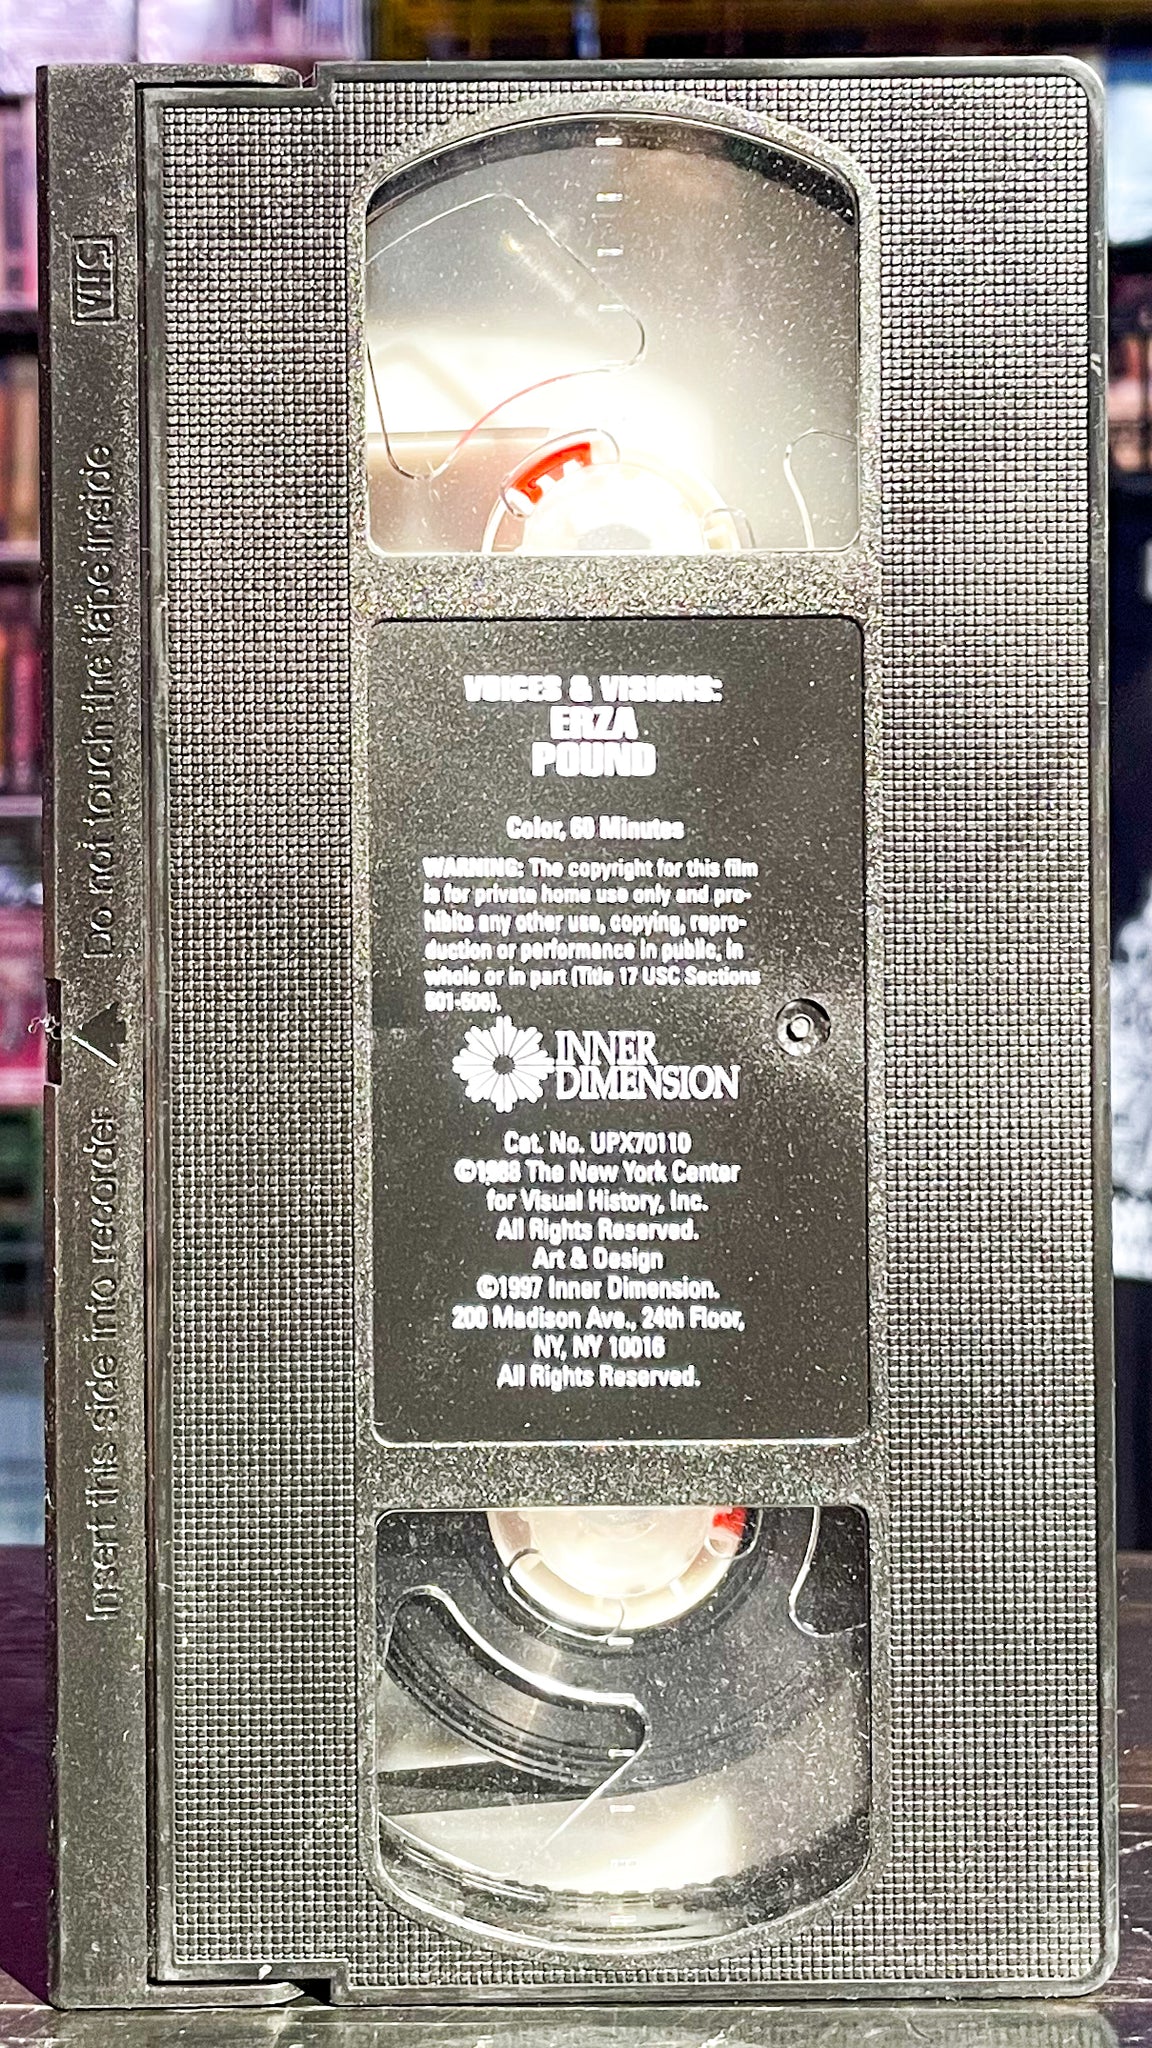 VHS
Do not touch the tape inside
Insert this side into recorder
VOICES & VISIONS:
ERZA
POUND
Color, 60 Minutes
WARNING: The copyright for this film
is for private home use only and pro-
hibits any other use, copying, repro-
duction or performance in public, in
whole or in part (Title 17 USC Sections
501-506).
INNER
DIMENSION
Cat. No. UPX70110
©1988 The New York Center
for Visual History, Inc.
All Rights Reserved.
Art & Design
©1997 Inner Dimension.
200 Madison Ave., 24th Floor,
NY, NY 10016
All Rights Reserved.